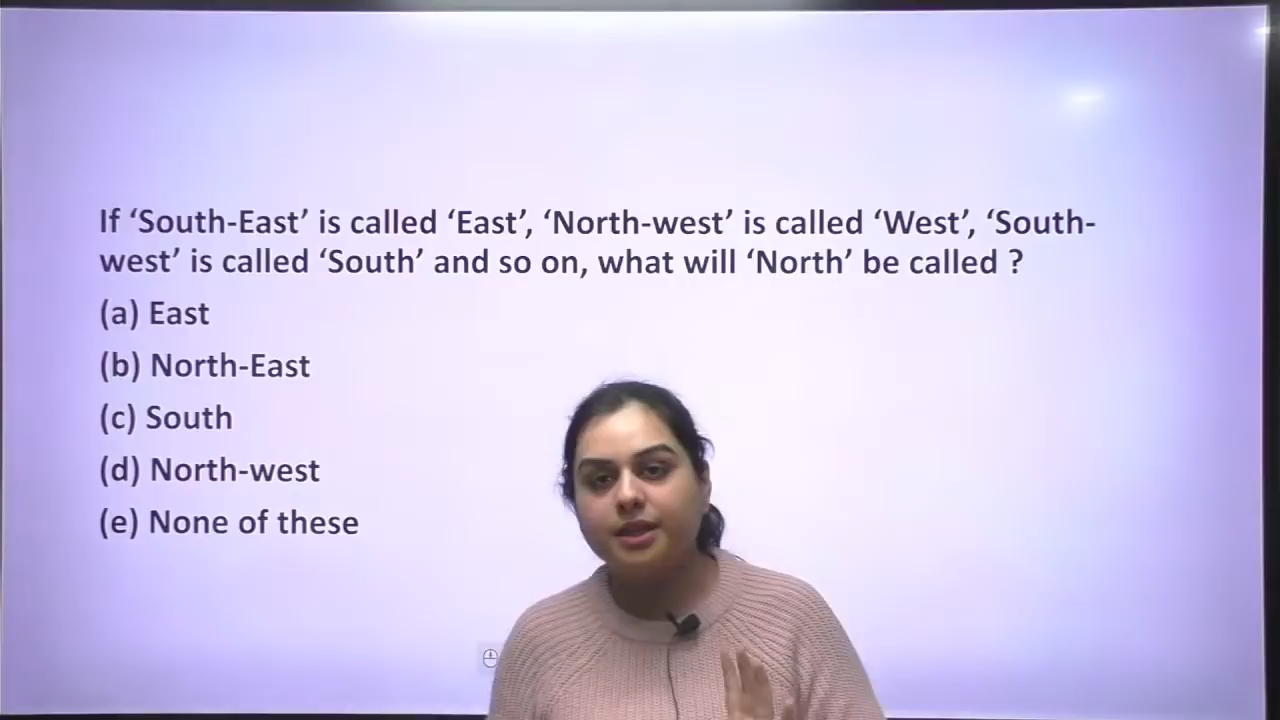 If ‘South-East’ is called ‘East’, ‘North-west’ is called ‘West’, ‘South-
west’ is called ‘South’ and so on, what will ‘North’ be called ?
(a) East
(b) North-East
(c) South
(d) North-west
(e) None of these